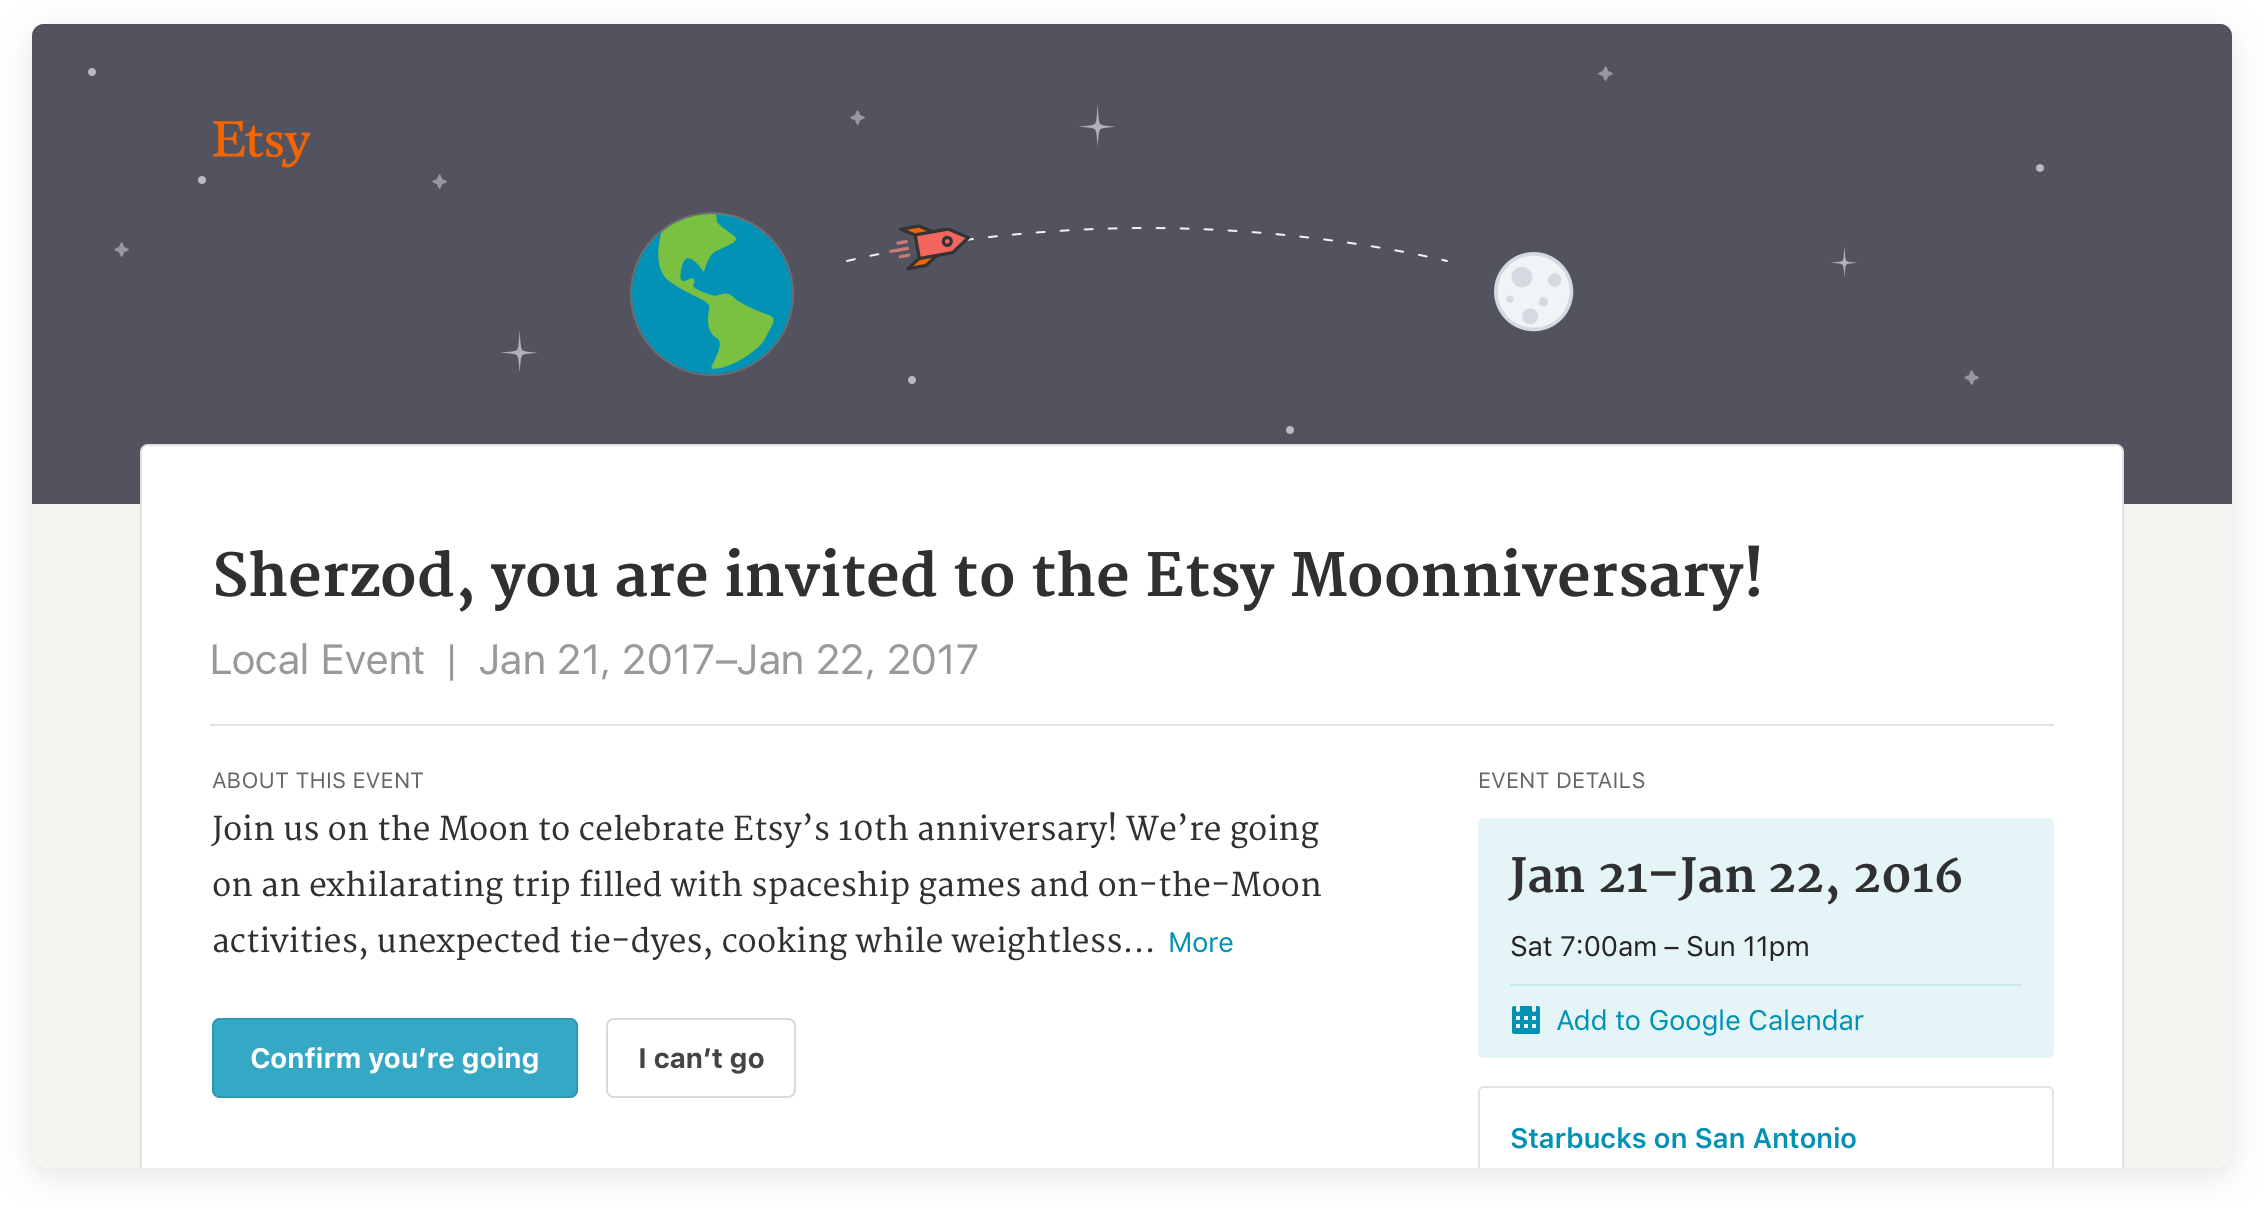 Etsy
Sherzod, you are invited to the Etsy Moonniversary!
Local Event | Jan 21, 2017–Jan 22, 2017
ABOUT THIS EVENT
Join us on the Moon to celebrate Etsy’s 10th anniversary! We’re going
on an exhilarating trip filled with spaceship games and on-the-Moon
activities, unexpected tie-dyes, cooking while weightless... More
Confirm you’re going
I can’t go
EVENT DETAILS
Jan 21–Jan 22, 2016
Sat 7:00am – Sun 11pm
Add to Google Calendar
Starbucks on San Antonio